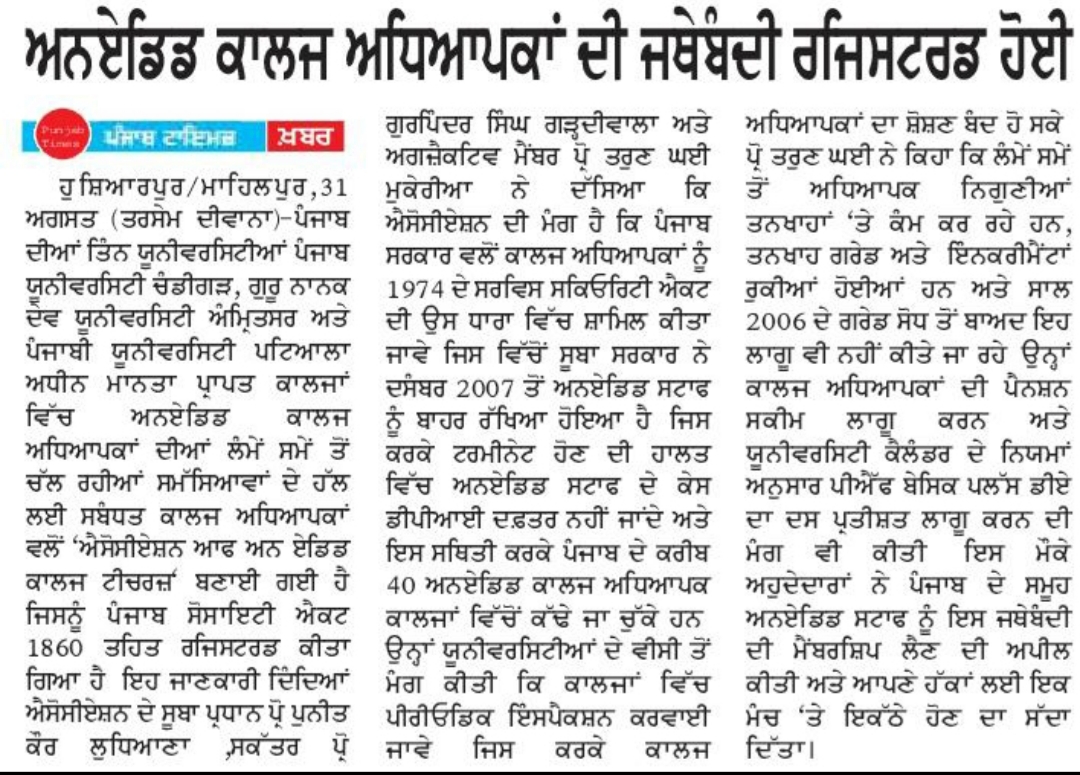 ਅਨਏਡਿਡ ਕਾਲਜ ਅਧਿਆਪਕਾਂ ਦੀ ਜਥੇਬੰਦੀ ਰਜਿਸਟਰਡ ਹੋਈ
Punjab
Times
ਪੰਜਾਬ ਟਾਇਮਜ਼ ਖ਼ਬਰ
ਹੁਸ਼ਿਆਰਪੁਰ/ਮਾਹਿਲਪੁਰ,31
ਅਗਸਤ (ਤਰਸੇਮ ਦੀਵਾਨਾ)-ਪੰਜਾਬ
ਦੀਆਂ ਤਿੰਨ ਯੂਨੀਵਰਸਿਟੀਆਂ ਪੰਜਾਬ
ਯੂਨੀਵਰਸਿਟੀ ਚੰਡੀਗੜ, ਗੁਰੂ ਨਾਨਕ
ਦੇਵ ਯੂਨੀਵਰਸਿਟੀ ਅੰਮ੍ਰਿਤਸਰ ਅਤੇ
ਪੰਜਾਬੀ ਯੂਨੀਵਰਸਿਟੀ ਪਟਿਆਲਾ
ਅਧੀਨ ਮਾਨਤਾ ਪ੍ਰਾਪਤ ਕਾਲਜਾਂ
ਵਿੱਚ ਅਨਏਡਿਡ ਕਾਲਜ
ਅਧਿਆਪਕਾਂ ਦੀਆਂ ਲੰਮੇਂ ਸਮੇਂ ਤੋਂ
ਚੱਲ ਰਹੀਆਂ ਸਮੱਸਿਆਵਾਂ ਦੇ ਹੱਲ
ਲਈ ਸਬੰਧਤ ਕਾਲਜ ਅਧਿਆਪਕਾਂ
ਵਲੋਂ 'ਐਸੋਸੀਏਸ਼ਨ ਆਫ ਅਨ ਏਡਿਡ
ਕਾਲਜ ਟੀਚਰਜ਼' ਬਣਾਈ ਗਈ ਹੈ
ਜਿਸਨੂੰ ਪੰਜਾਬ ਸੋਸਾਇਟੀ ਐਕਟ
1860 ਤਹਿਤ ਰਜਿਸਟਰਡ ਕੀਤਾ
ਗਿਆ ਹੈ ਇਹ ਜਾਣਕਾਰੀ ਦਿੰਦਿਆਂ
ਐਸੋਸੀਏਸ਼ਨ ਦੇ ਸੂਬਾ ਪ੍ਰਧਾਨ ਪ੍ਰੋ ਪੁਨੀਤ
ਕੌਰ ਲੁਧਿਆਣਾ ,ਸਕੱਤਰ ਪ੍ਰੋ
ਗੁਰਪਿੰਦਰ ਸਿੰਘ ਗੜ੍ਹਦੀਵਾਲਾ ਅਤੇ
ਅਗਜ਼ੈਕਟਿਵ ਮੈਂਬਰ ਪ੍ਰੋ ਤਰੁਣ ਘਈ
ਮੁਕੇਰੀਆ ਨੇ ਦੱਸਿਆ ਕਿ
ਐਸੋਸੀਏਸ਼ਨ ਦੀ ਮੰਗ ਹੈ ਕਿ ਪੰਜਾਬ
ਸਰਕਾਰ ਵਲੋਂ ਕਾਲਜ ਅਧਿਆਪਕਾਂ ਨੂੰ
1974 ਦੇ ਸਰਵਿਸ ਸਕਿਓਰਿਟੀ ਐਕਟ
ਦੀ ਉਸ ਧਾਰਾ ਵਿੱਚ ਸ਼ਾਮਿਲ ਕੀਤਾ
ਜਾਵੇ ਜਿਸ ਵਿੱਚੋਂ ਸੂਬਾ ਸਰਕਾਰ ਨੇ
ਦਸੰਬਰ 2007 ਤੋਂ ਅਨਏਡਿਡ ਸਟਾਫ
ਨੂੰ ਬਾਹਰ ਰੱਖਿਆ ਹੋਇਆ ਹੈ ਜਿਸ
ਕਰਕੇ ਟਰਮੀਨੇਟ ਹੋਣ ਦੀ ਹਾਲਤ
ਵਿੱਚ ਅਨਏਡਿਡ ਸਟਾਫ ਦੇ ਕੇਸ
ਡੀਪੀਆਈ ਦਫ਼ਤਰ ਨਹੀਂ ਜਾਂਦੇ ਅਤੇ
ਇਸ ਸਥਿਤੀ ਕਰਕੇ ਪੰਜਾਬ ਦੇ ਕਰੀਬ
40 ਅਨਏਡਿਡ ਕਾਲਜ ਅਧਿਆਪਕ
ਕਾਲਜਾਂ ਵਿੱਚੋਂ ਕੱਢੇ ਜਾ ਚੁੱਕੇ ਹਨ
ਉਨ੍ਹਾਂ ਯੂਨੀਵਰਸਿਟੀਆਂ ਦੇ ਵੀਸੀ ਤੋਂ
ਮੰਗ ਕੀਤੀ ਕਿ ਕਾਲਜਾਂ ਵਿੱਚ
ਪੀਰੀਓਡਿਕ ਇੰਸਪੈਕਸ਼ਨ ਕਰਵਾਈ
ਜਾਵੇ ਜਿਸ ਕਰਕੇ ਕਾਲਜ
ਅਧਿਆਪਕਾਂ ਦਾ ਸ਼ੋਸ਼ਣ ਬੰਦ ਹੋ ਸਕੇ
ਪ੍ਰੋ ਤਰੁਣ ਘਈ ਨੇ ਕਿਹਾ ਕਿ ਲੰਮੇਂ ਸਮੇਂ
ਤੋਂ ਅਧਿਆਪਕ ਨਿਗੁਣੀਆਂ
ਤਨਖਾਹਾਂ 'ਤੇ ਕੰਮ ਕਰ ਰਹੇ ਹਨ,
ਤਨਖਾਹ ਗਰੇਡ ਅਤੇ ਇੰਨਕਰੀਮੈਂਟਾਂ
ਰੁਕੀਆਂ ਹੋਈਆਂ ਹਨ ਅਤੇ ਸਾਲ
2006 ਦੇ ਗਰੇਡ ਸੋਧ ਤੋਂ ਬਾਅਦ ਇਹ
ਲਾਗੂ ਵੀ ਨਹੀਂ ਕੀਤੇ ਜਾ ਰਹੇ ਉਨ੍ਹਾਂ
ਕਾਲਜ ਅਧਿਆਪਕਾਂ ਦੀ ਪੈਨਸ਼ਨ
ਸਕੀਮ ਲਾਗੂ ਕਰਨ ਅਤੇ
ਯੂਨੀਵਰਸਿਟੀ ਕੈਲੰਡਰ ਦੇ ਨਿਯਮਾਂ
ਅਨੁਸਾਰ ਪੀਐੱਫ ਬੇਸਿਕ ਪਲੱਸ ਡੀਏ
ਦਾ ਦਸ ਪ੍ਰਤੀਸ਼ਤ ਲਾਗੂ ਕਰਨ ਦੀ
ਮੰਗ ਵੀ ਕੀਤੀ ਇਸ ਮੌਕੇ
ਅਹੁਦੇਦਾਰਾਂ ਨੇ ਪੰਜਾਬ ਦੇ ਸਮੂਹ
ਅਨਏਡਿਡ ਸਟਾਫ ਨੂੰ ਇਸ ਜਥੇਬੰਦੀ
ਦੀ ਮੈਂਬਰਸ਼ਿਪ ਲੈਣ ਦੀ ਅਪੀਲ
ਕੀਤੀ ਅਤੇ ਆਪਣੇ ਹੱਕਾਂ ਲਈ ਇਕ
ਮੰਚ 'ਤੇ ਇਕੱਠੇ ਹੋਣ ਦਾ ਸੱਦਾ
ਦਿੱਤਾ।